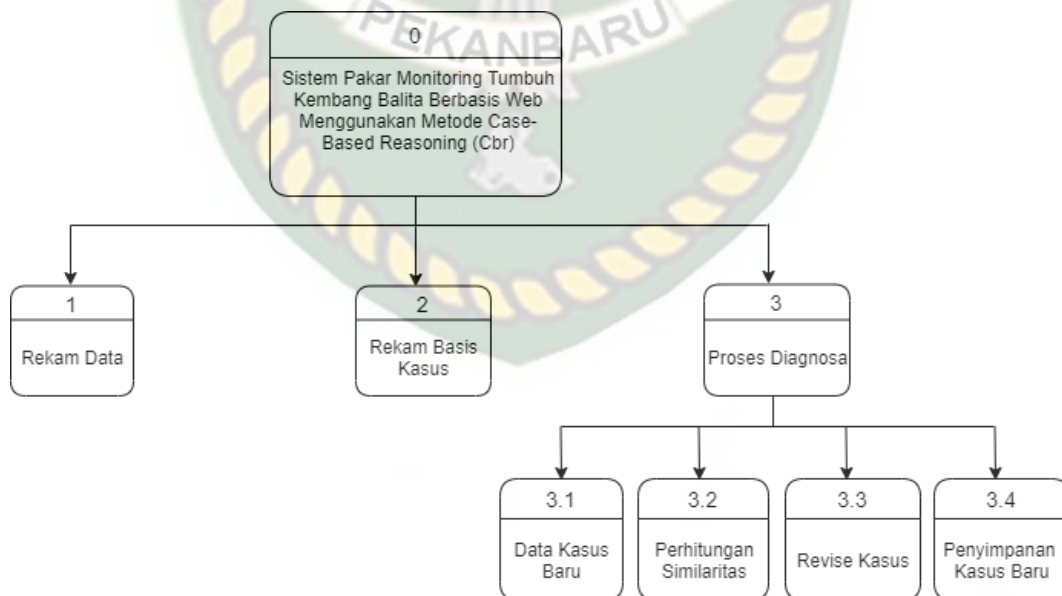 PEKANBARU
0
Sistem Pakar Monitoring Tumbuh
Kembang Balita Berbasis Web
Menggunakan Metode Case-
Based Reasoning (Cbr)
1
Rekam Data
2
Rekam Basis
Kasus
3
Proses Diagnosa
3.1
Data Kasus
Baru
3.2
Perhitungan
Similaritas
3.3
Revise Kasus
3.4
Penyimpanan
Kasus Baru